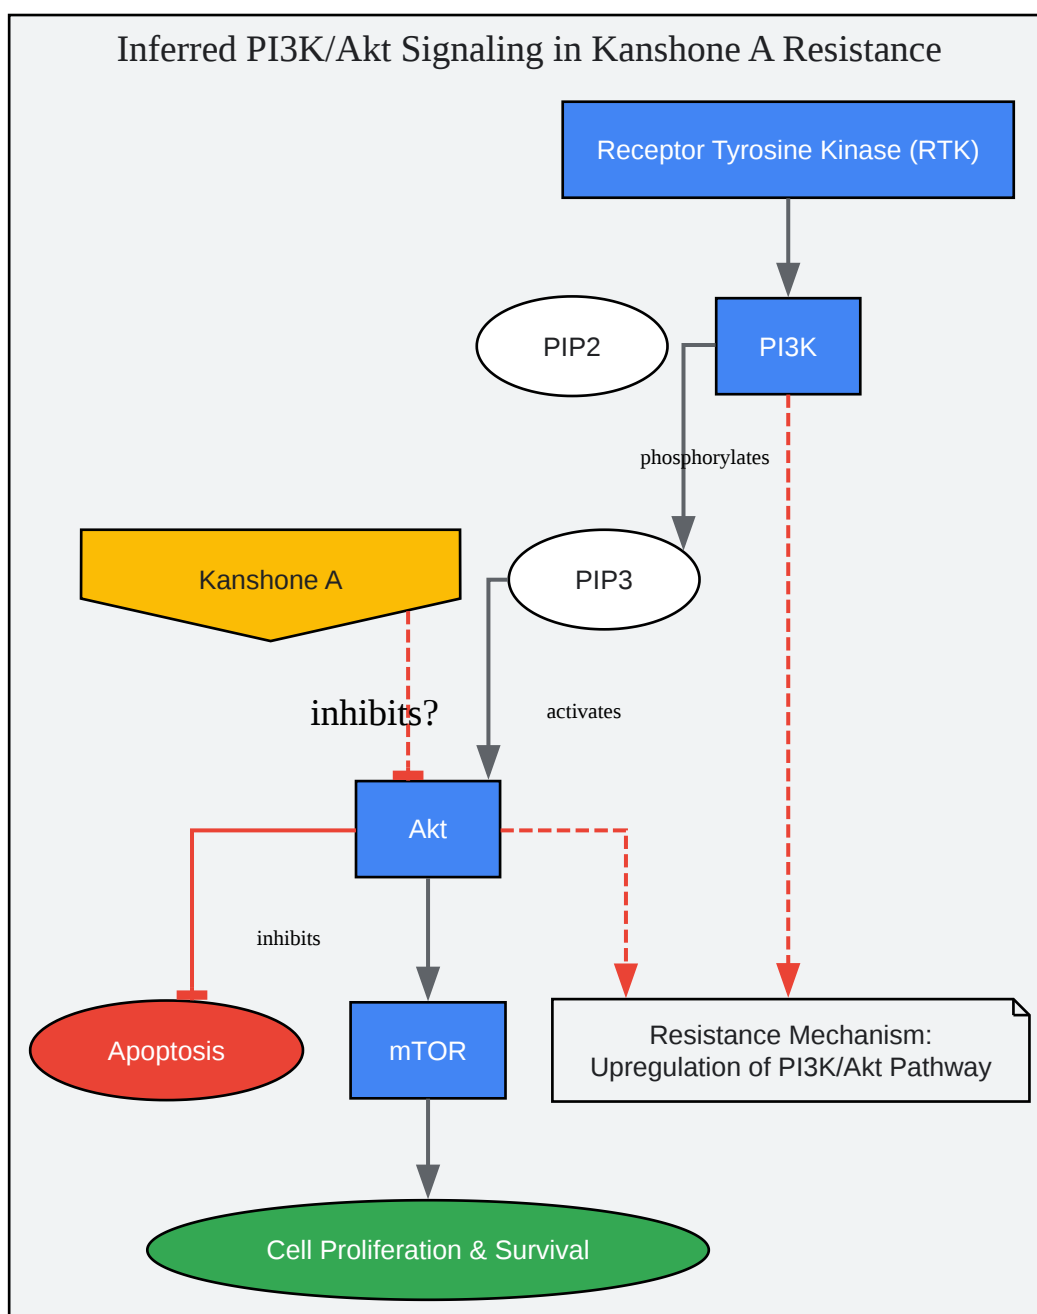 Inferred PI3K/Akt Signaling in Kanshone A Resistance
Receptor Tyrosine Kinase (RTK)
PIP2
PI3K
phosphorylates
Kanshone A
PIP3
inhibits?
activates
Akt
inhibits
Apoptosis
mTOR
Resistance Mechanism:
Upregulation of PI3K/Akt Pathway
Cell Proliferation & Survival